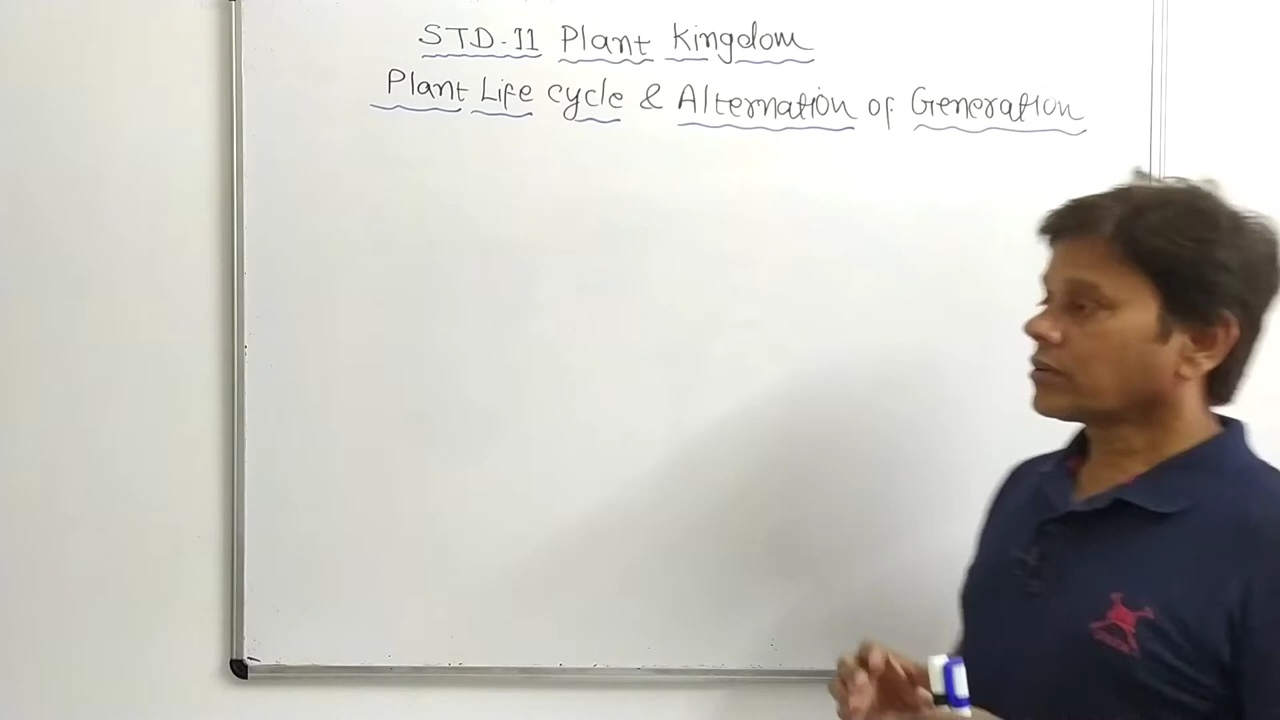 STD-11 Plant Kingdom
Plant Life cycle & Alternation of Generation